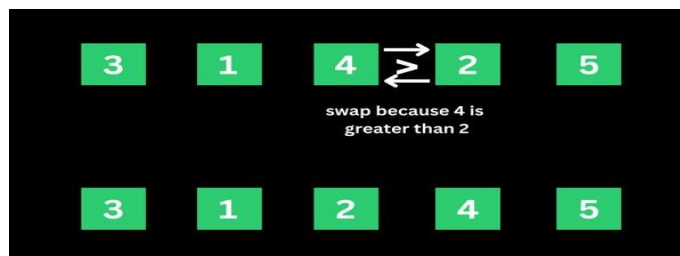 3 1 4 > 2 5
swap because 4 is
greater than 2
3 1 2 4 5